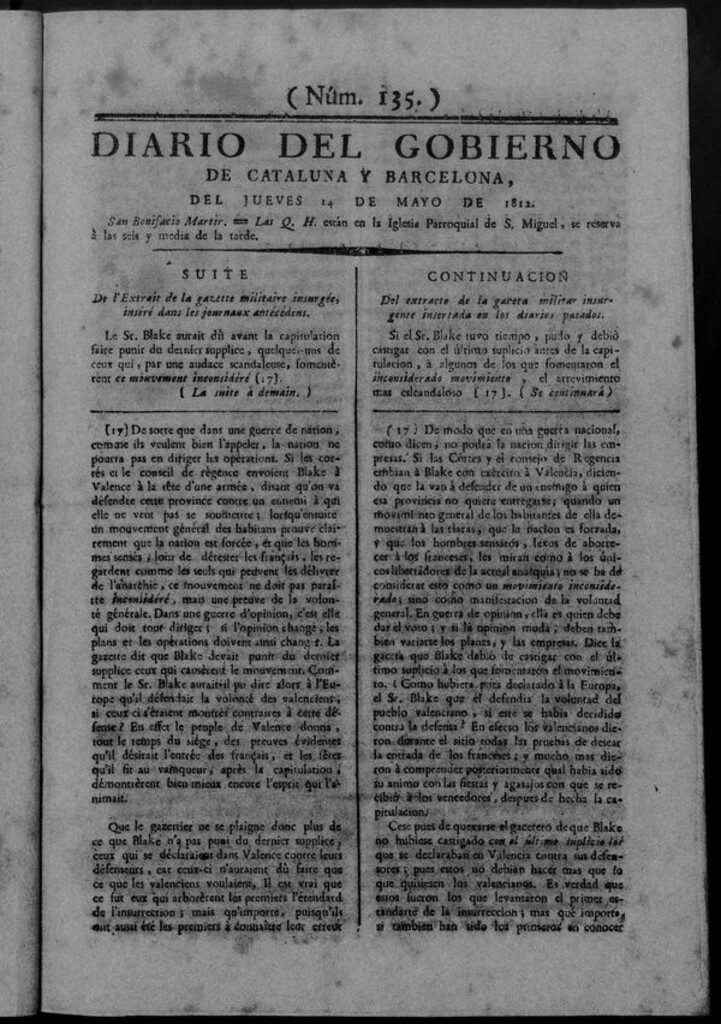 ( Núm. 135. )
DIARIO DEL GOBIERNO
DE CATALUNA Y BARCELONA,
DEL JUEVES 14 DE MAYO DE 1812.
San Bonifacio Martir. == Las Q. H. están en la Iglesia Parroquial de S. Miguel, se reserva
à las seis y media de la tarde.
SUITE
De l'Extrait de la gazette militaire insurgée,
inséré dans les journaux antécédens.
Le Sr. Blake aurait dû avant la capitulation
faire punir du dernier supplice, quelques-uns de
ceux qui, par une audace scandaleuse, fomentè-
rent ce mouvement inconsidéré (17).
( La suite à demain. )
(17) De sorte que dans une guerre de nation,
comme ils veulent bien l'appeler, la nation ne
pourra pas en diriger les opérations. Si les cor-
tès et le conseil de régence envoient Blake à
Valence à la tête d'une armée, disant qu'on va
défendre cette province contre un ennemi à qui
elle ne veut pas se soumettre; lorsqu'ensuite
un mouvement général des habitans prouve clai-
rement que la nation est forcée, et que les hom-
mes sensés, loin de détester les français, les re-
gardent comme les seuls qui peuvent les délivrer
de l'anarchie, ce mouvement ne doit pas paraî-
tre inconsidéré, mais une preuve de la volon-
té générale. Dans une guerre d'opinion, c'est elle
qui doit tout diriger; si l'opinion change, les
plans et les opérations doivent aussi changer. La
gazette dit que Blake devait punir du dernier
supplice ceux qui causèrent le mouvement. Com-
ment le Sr. Blake aurait-il pu dire alors à l'Eu-
rope qu'il défendait la volonté des valenciens,
si ceux ci s'étaient montrés contraires à cette dé-
fense? En effet le peuple de Valence donna,
tout le temps du siége, des preuves évidentes
qu'il désirait l'entrée des français, et les fêtes
qu'il fit au vainqueur, après la capitulation,
démontrèrent bien mieux encore l'esprit qui l'a-
nimait.
Que le gazettier ne se plaigne donc plus de
ce que Blake n'a pas puni du dernier supplice,
ceux qui se déclaraient dans Valence contre leurs
défenseurs, car ceux-ci n'auraient dû faire que
ce que les valenciens voulaient. Il est vrai que
ce fut eux qui arborèrent les premiers l'étendard
de l'insurrection; mais qu'importe, puisqu'ils
ont aussi été les premiers à connaître leur erreur
CONTINUACION
Del extracto de la gaceta militar insur-
gente insertada en los diarios pasados.
Si el Sr. Blake tuvo tiempo, pudo y debió
castigar con el último suplicio antes de la capi-
tulacion, à algunos de los que fomentaron el
inconsiderado movimiento, el atrevimiento
mas escandaloso (17). ( Se continuará )
(17) De modo que en una guerra nacional,
como dicen, no podrá la nacion dirigir las em-
presas. Si las Córtes y el consejo de Regencia
embian à Blake con exército à Valencia, dicien-
do que la van à defender de un enemigo à quien
esa provincia no quiere entregarse; quando un
movimiento general de los habitantes de ella de-
muestran à las claras, que la nacion es forzada,
y que los hombres sensatos, lexos de aborre-
cer à los franceses, los miran como à los úni-
cos libertadores de la actual anarquia; no se ha de
considerar esto como un movimiento inconside-
rado; sino como manifestacion de la voluntad
general. En guerra de opinion, ella es quien debe
dar el voto; y si la opinion muda, deben tam-
bien variarse los planes, y las empresas. Dice la
gaceta que Blake debió de castigar con el úl-
timo suplicio à los que fomentaron el movimien-
to. ¿ Como hubiera pues declarado à la Europa,
el Sr. Blake que él defendia la voluntad del
pueblo valenciano, si este se habia decidido
contra la defensa? En efecto los valencianos die-
ron durante el sitio todas las pruebas de desear
la entrada de los franceses; y mucho mas die-
ron à comprender posteriormente qual habia sido
su animo con las fiestas y agasajos con que se re-
cibió à los vencedores, despues de hecha la ca-
pitulacion.
Cese pues de quexarse el gacetero de que Blake
no hubiese castigado con el último suplicio los
que se declaraban en Valencia contra sus defen-
sores; pues estos no debian hacer mas que lo
que quisiesen los valencianos. Es verdad que
estos fueron los que levantaron el primer es-
tandarte de la insurreccion; mas qué importe,
si tambien han sido los primeros en conocer